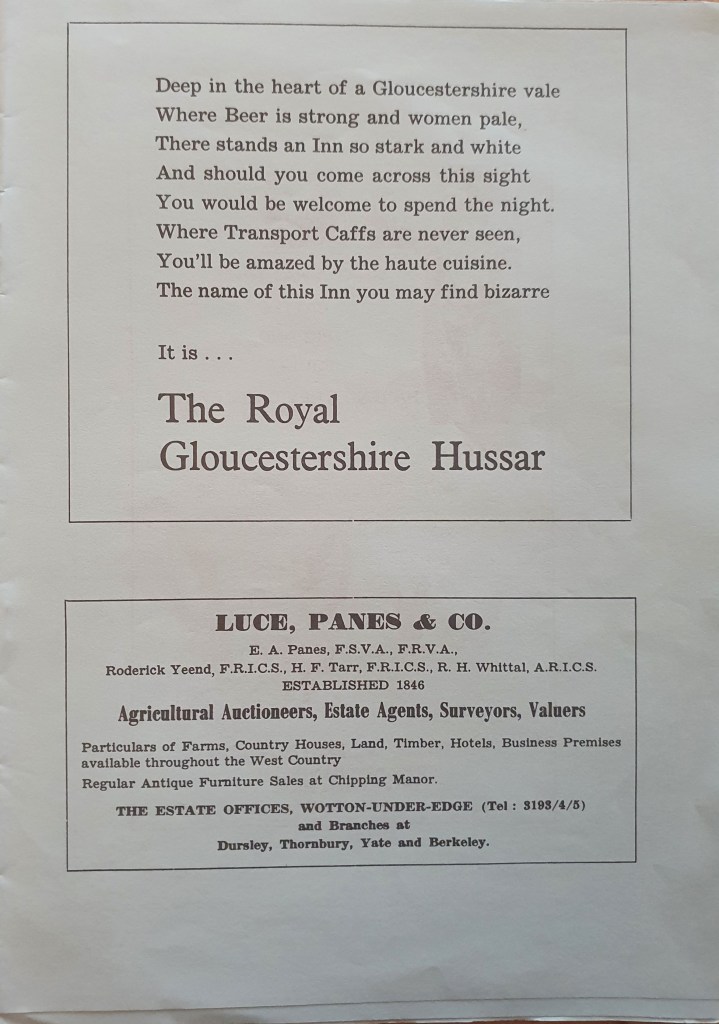 Deep in the heart of a Gloucestershire vale
Where Beer is strong and women pale,
There stands an Inn so stark and white
And should you come across this sight
You would be welcome to spend the night.
Where Transport Caffs are never seen,
You'll be amazed by the haute cuisine.
The name of this Inn you may find bizarre
It is . . .
The Royal
Gloucestershire Hussar
LUCE, PANES & CO.
E. A. Panes, F.S.V.A., F.R.V.A.,
Roderick Yeend, F.R.I.C.S., H. F. Tarr, F.R.I.C.S., R. H. Whittal, A.R.I.C.S.
ESTABLISHED 1846
Agricultural Auctioneers, Estate Agents, Surveyors, Valuers
Particulars of Farms, Country Houses, Land, Timber, Hotels, Business Premises
available throughout the West Country
Regular Antique Furniture Sales at Chipping Manor.
THE ESTATE OFFICES, WOTTON-UNDER-EDGE (Tel : 3193/4/5)
and Branches at
Dursley, Thornbury, Yate and Berkeley.